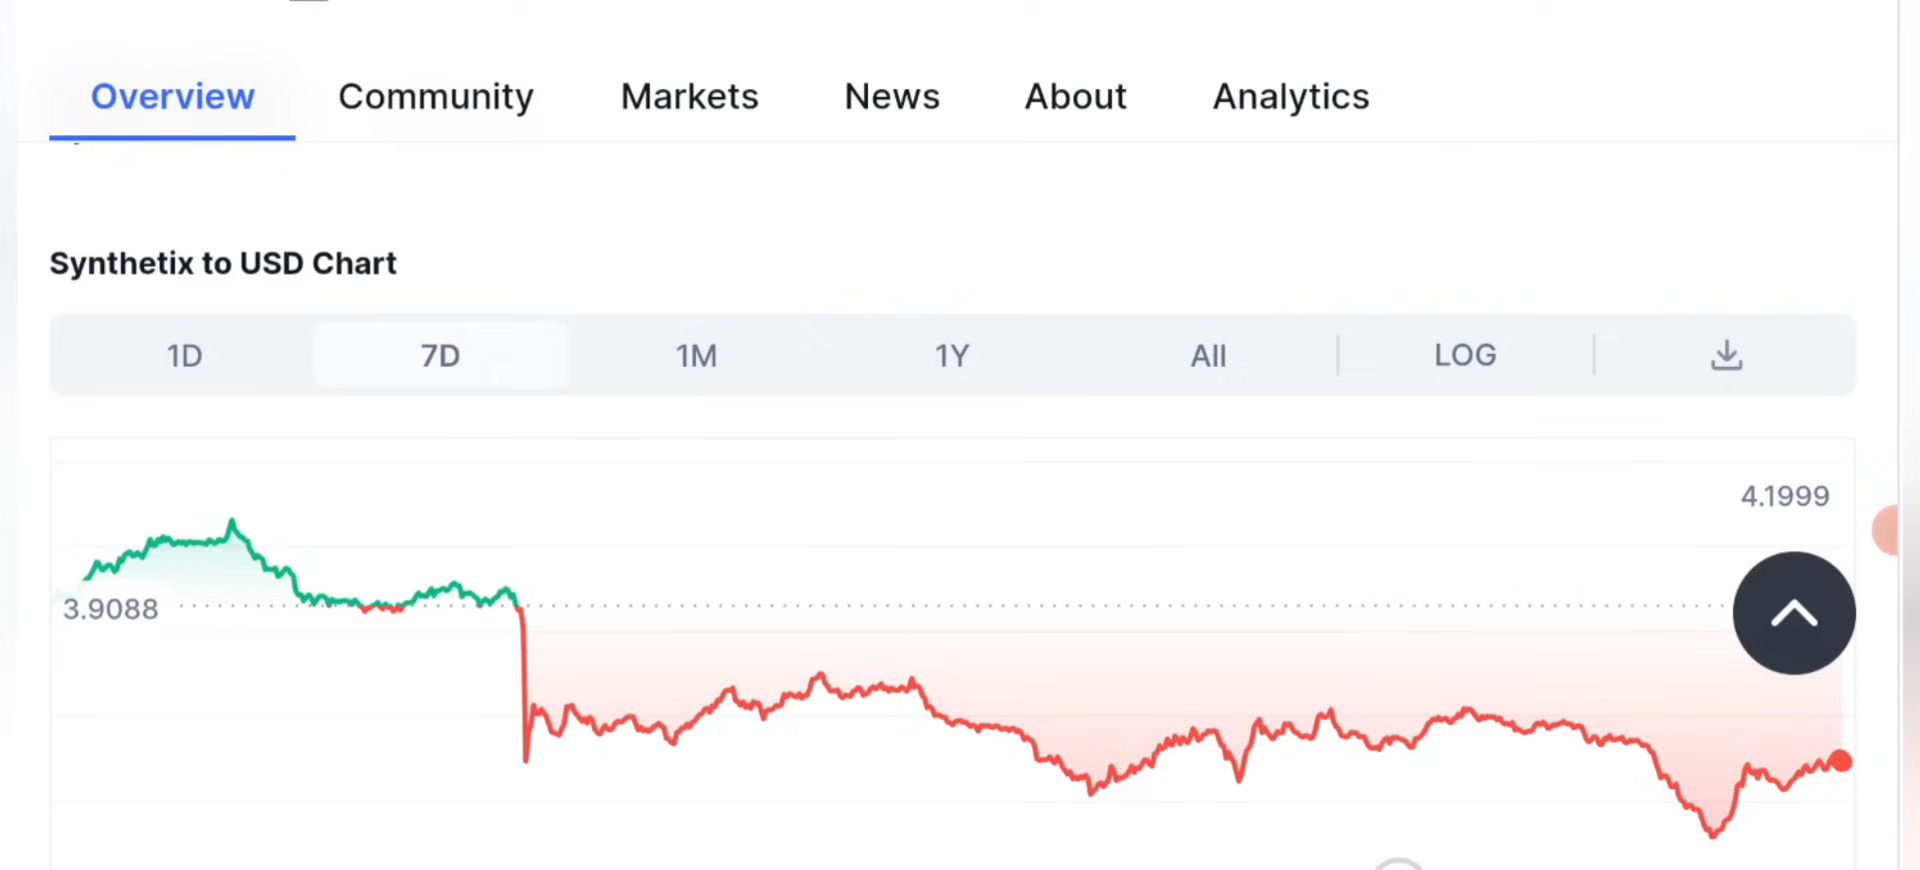 Overview Community Markets News About Analytics
Synthetix to USD Chart
1D 7D 1M 1Y All LOG
4.1999
3.9088